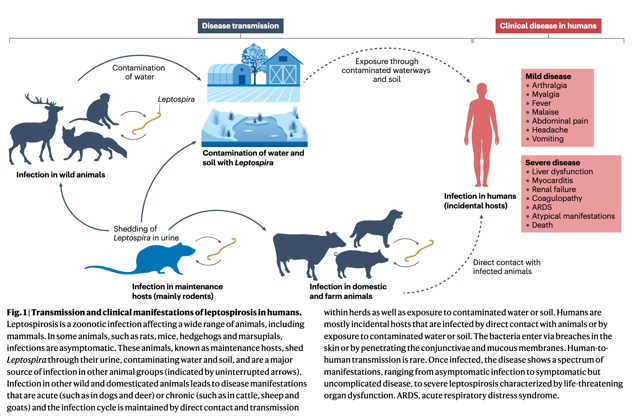 Disease transmission
Clinical disease in humans
Contamination
of water
Exposure through
contaminated waterways
and soil
Leptospira
Infection in wild animals
Contamination of water and
soil with Leptospira
Mild disease
• Arthralgia
• Myalgia
• Fever
• Malaise
• Abdominal pain
• Headache
• Vomiting
Severe disease
• Liver dysfunction
• Myocarditis
• Renal failure
• Coagulopathy
• ARDS
• Atypical manifestations
• Death
Infection in humans
(incidental hosts)
Shedding of
Leptospira in urine
Infection in maintenance
hosts (mainly rodents)
Infection in domestic
and farm animals
Direct contact with
infected animals
Fig. 1 | Transmission and clinical manifestations of leptospirosis in humans.
Leptospirosis is a zoonotic infection affecting a wide range of animals, including
mammals. In some animals, such as rats, mice, hedgehogs and marsupials,
infections are asymptomatic. These animals, known as maintenance hosts, shed
Leptospira through their urine, contaminating water and soil, and are a major
source of infection in other animal groups (indicated by uninterrupted arrows).
Infection in other wild and domesticated animals leads to disease manifestations
that are acute (such as in dogs and deer) or chronic (such as in cattle, sheep and
goats) and the infection cycle is maintained by direct contact and transmission
within herds as well as exposure to contaminated water or soil. Humans are
mostly incidental hosts that are infected by direct contact with animals or by
exposure to contaminated water or soil. The bacteria enter via breaches in the
skin or by penetrating the conjunctivae and mucous membranes. Human-to-
human transmission is rare. Once infected, the disease shows a spectrum of
manifestations, ranging from asymptomatic infection to symptomatic but
uncomplicated disease, to severe leptospirosis characterized by life-threatening
organ dysfunction. ARDS, acute respiratory distress syndrome.